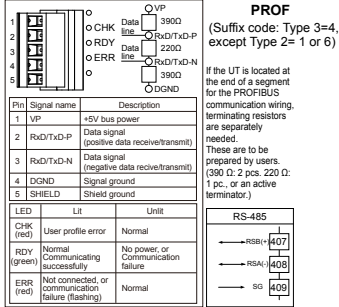 PROF
(Suffix code: Type 3=4,
except Type 2= 1 or 6)
1
2
3
4
5
CHK
RDY
ERR
VP
390Ω
Data
line
RxD/TxD-P
220Ω
Data
line
RxD/TxD-N
390Ω
DGND
Pin Signal name Description
1 VP +5V bus power
2 RxD/TxD-P Data signal
(positive data receive/transmit)
3 RxD/TxD-N Data signal
(negative data recive/transmit)
4 DGND Signal ground
5 SHIELD Shield ground
LED Lit Unlit
CHK
(red)
User profile error
Normal
RDY
(green)
Normal
Communicating
successfully
No power, or
Communication
failure
ERR
(red)
Not connected, or
communication
failure (flashing)
Normal
If the UT is located at
the end of a segment
for the PROFIBUS
communication wiring,
terminating resistors
are separately
needed.
These are to be
prepared by users.
(390 Ω: 2 pcs. 220 Ω:
1 pc., or an active
terminator.)
RS-485
RSB(+) 407
RSA(-) 408
SG 409